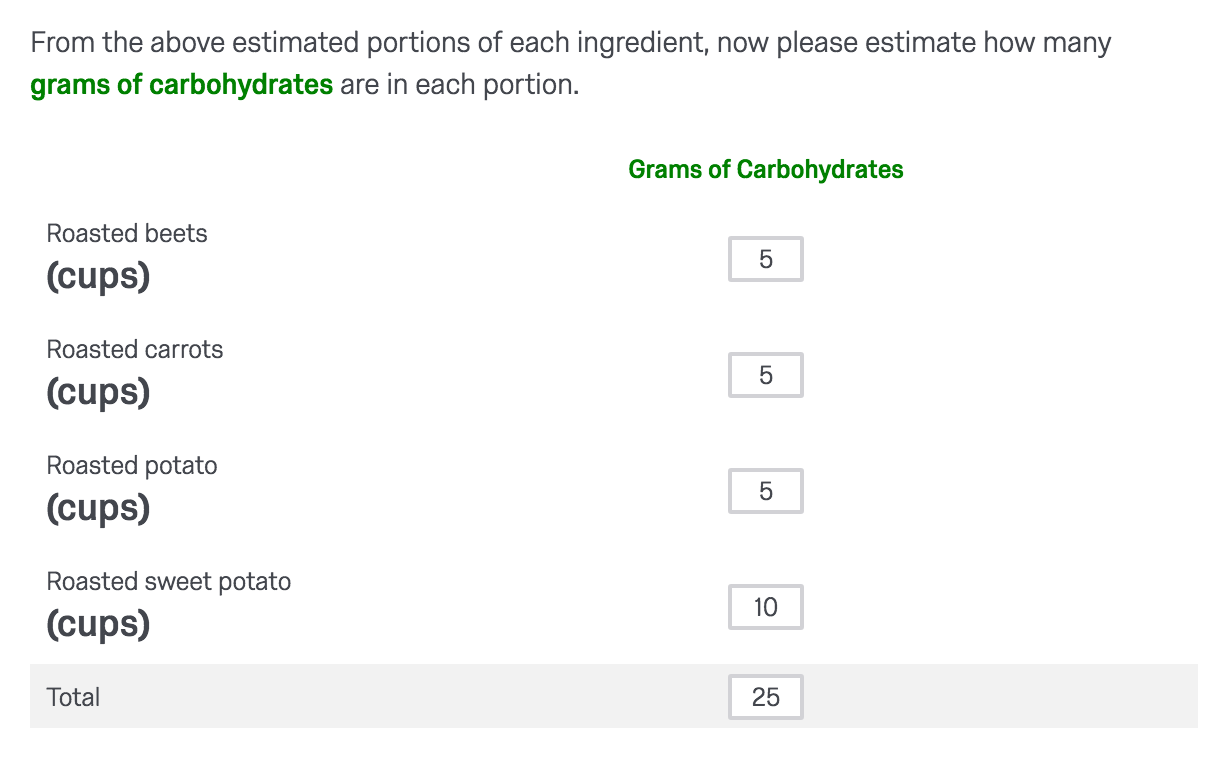 From the above estimated portions of each ingredient, now please estimate how many
grams of carbohydrates are in each portion.
Grams of Carbohydrates
Roasted beets
(cups)
5
Roasted carrots
(cups)
5
Roasted potato
(cups)
5
Roasted sweet potato
(cups)
10
Total
25